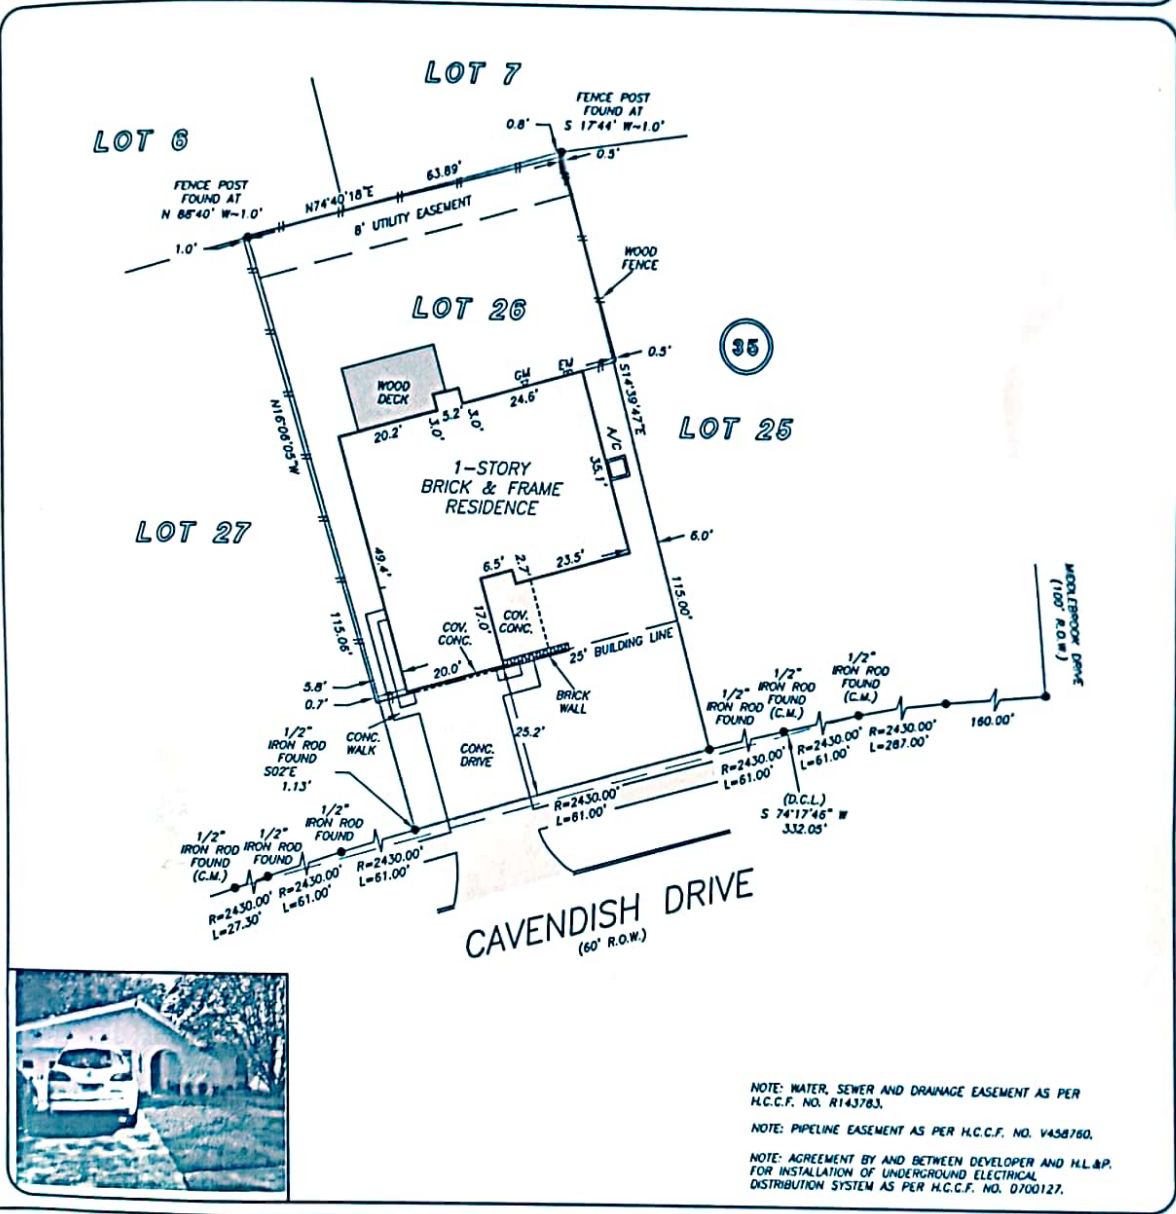 LOT 7
LOT 6
FENCE POST
FOUND AT
S 17°44' W~1.0'
0.8'
0.5'
FENCE POST
FOUND AT
N 88°40' W~1.0'
1.0'
N74°40'18"E
63.89'
8' UTILITY EASEMENT
WOOD
FENCE
LOT 26
35
0.5'
WOOD
DECK
GM
EM
20.2'
3.0'
5.2'
3.0'
24.6'
S14°39'47"E
LOT 25
N16°06'05"W
A/C
35.1'
1-STORY
BRICK & FRAME
RESIDENCE
LOT 27
49.4'
6.5'
2.7'
23.5'
6.0'
115.00'
17.0'
COV.
CONC.
COV.
CONC.
115.06'
20.0'
25' BUILDING LINE
MIDDLEBROOK DRIVE
(100' R.O.W.)
5.8'
0.7'
BRICK
WALL
1/2"
IRON ROD
FOUND
S02°E
1.13'
CONC.
WALK
CONC.
DRIVE
25.2'
1/2"
IRON ROD
FOUND
1/2"
IRON ROD
FOUND
(C.M.)
1/2"
IRON ROD
FOUND
(C.M.)
160.00'
R=2430.00'
L=287.00'
R=2430.00'
L=61.00'
R=2430.00'
L=61.00'
R=2430.00'
L=61.00'
(D.C.L.)
S 74°17'46" W
332.05'
1/2"
IRON ROD
FOUND
(C.M.)
1/2"
IRON ROD
FOUND
1/2"
IRON ROD
FOUND
R=2430.00'
L=27.30'
R=2430.00'
L=61.00'
R=2430.00'
L=61.00'
CAVENDISH DRIVE
(60' R.O.W.)
NOTE: WATER, SEWER AND DRAINAGE EASEMENT AS PER
H.C.C.F. NO. R143783.
NOTE: PIPELINE EASEMENT AS PER H.C.C.F. NO. V458760.
NOTE: AGREEMENT BY AND BETWEEN DEVELOPER AND H.L.&P.
FOR INSTALLATION OF UNDERGROUND ELECTRICAL
DISTRIBUTION SYSTEM AS PER H.C.C.F. NO. D700127.